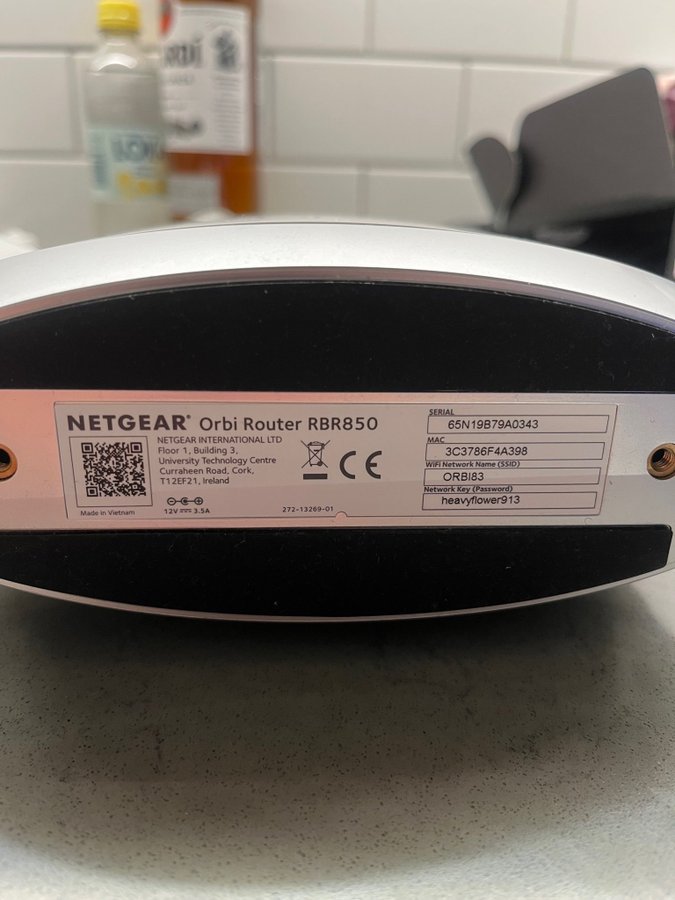 NETGEAR® Orbi Router RBR850
NETGEAR INTERNATIONAL LTD
Floor 1, Building 3,
University Technology Centre
Curraheen Road, Cork,
T12EF21, Ireland
Made in Vietnam
12V 3.5A
272-13269-01
CE
SERIAL
65N19B79A0343
MAC
3C3786F4A398
WiFi Network Name (SSID)
ORBI83
Network Key (Password)
heavyflower913